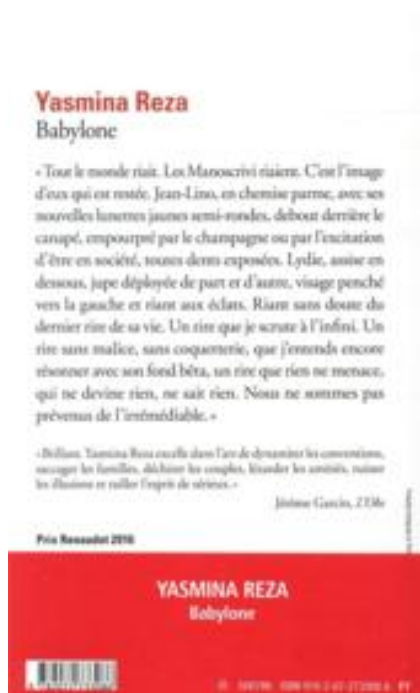 Yasmina Reza
Babylone
« Tout le monde riait. Les Manoscrivi riaient. C'est l'image
d'eux qui est restée. Jean-Lino, en chemise parme, avec ses
nouvelles lunettes jaunes semi-rondes, debout derrière le
canapé, empourpré par le champagne ou par l'excitation
d'être en société, toutes dents exposées. Lydie, assise en
dessous, jupe déployée de part et d'autre, visage penché
vers la gauche et riant aux éclats. Riant sans doute du
dernier rire de sa vie. Un rire que je scrute à l'infini. Un
rire sans malice, sans coquetterie, que j'entends encore
résonner avec son fond bêta, un rire que rien ne menace,
qui ne devine rien, ne sait rien. Nous ne sommes pas
prévenus de l'irrémédiable. »
« Brillant. Yasmina Reza excelle dans l'art de dynamiter les conventions,
saccager les familles, déchirer les couples, lézarder les amitiés, ruiner
les illusions et railler l'esprit de sérieux. »
Jérôme Garcin, L'Obs
Prix Renaudot 2016
YASMINA REZA
Babylone
ISBN